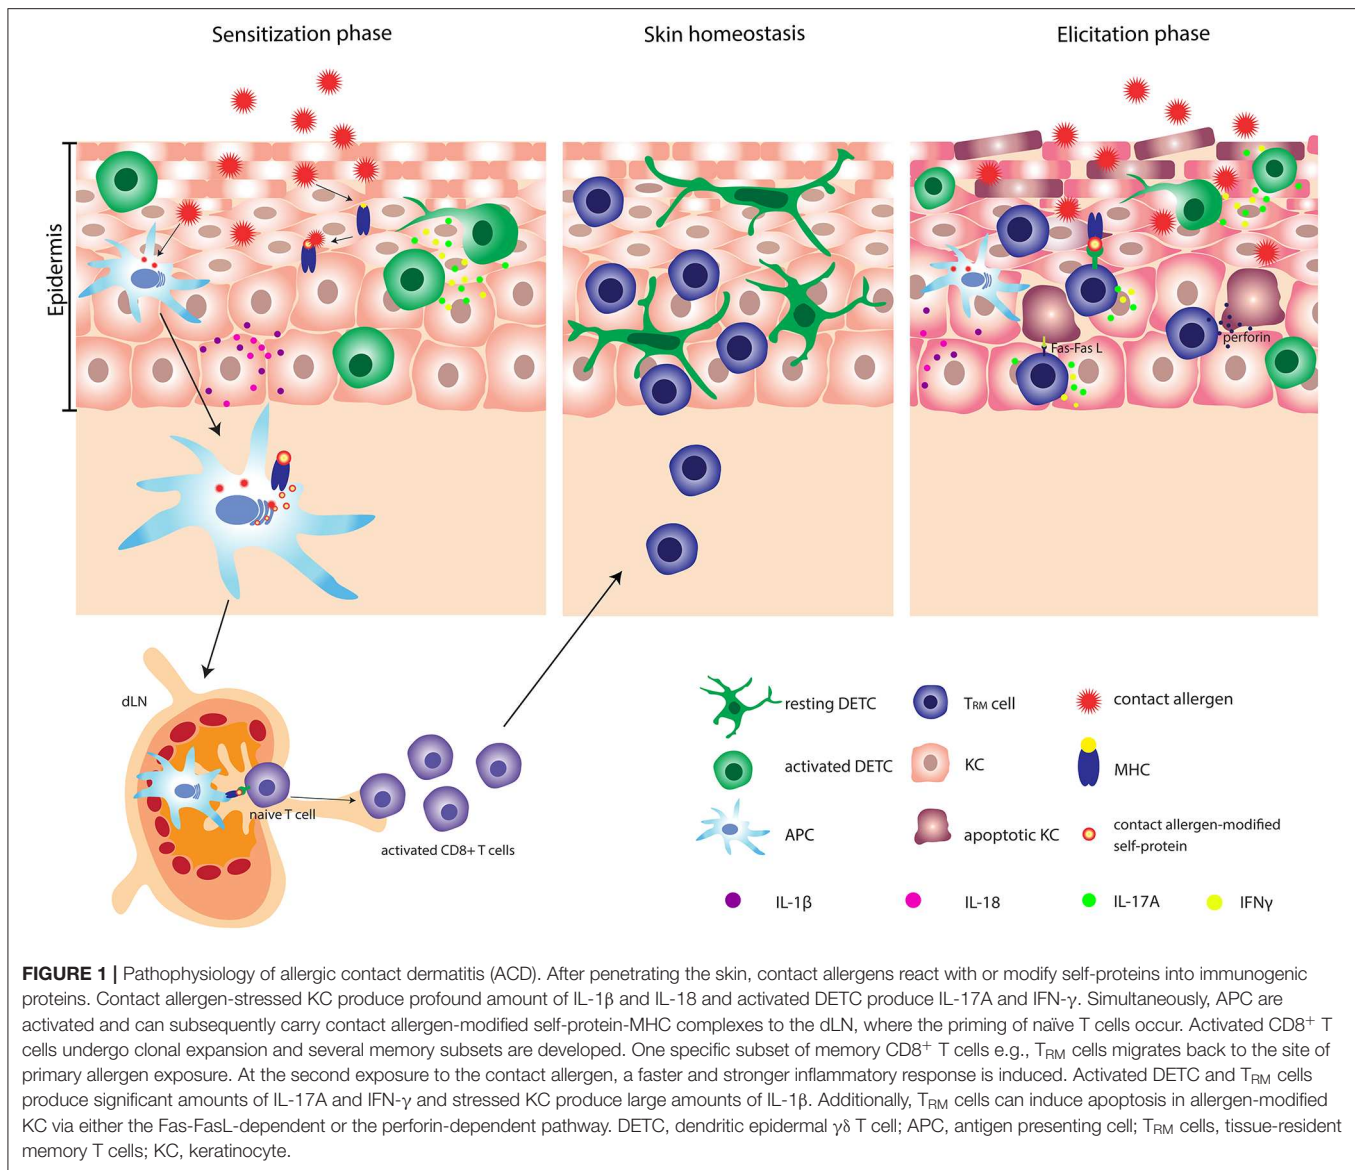 Sensitization phase
Skin homeostasis
Elicitation phase
Epidermis
Fas-Fas L
perforin
dLN
naive T cell
activated CD8+ T cells
resting DETC
TRM cell
contact allergen
activated DETC
KC
MHC
APC
apoptotic KC
contact allergen-modified
self-protein
IL-1β
IL-18
IL-17A
IFNγ
FIGURE 1 | Pathophysiology of allergic contact dermatitis (ACD). After penetrating the skin, contact allergens react with or modify self-proteins into immunogenic
proteins. Contact allergen-stressed KC produce profound amount of IL-1β and IL-18 and activated DETC produce IL-17A and IFN-γ. Simultaneously, APC are
activated and can subsequently carry contact allergen-modified self-protein-MHC complexes to the dLN, where the priming of naïve T cells occur. Activated CD8+ T
cells undergo clonal expansion and several memory subsets are developed. One specific subset of memory CD8+ T cells e.g., TRM cells migrates back to the site of
primary allergen exposure. At the second exposure to the contact allergen, a faster and stronger inflammatory response is induced. Activated DETC and TRM cells
produce significant amounts of IL-17A and IFN-γ and stressed KC produce large amounts of IL-1β. Additionally, TRM cells can induce apoptosis in allergen-modified
KC via either the Fas-FasL-dependent or the perforin-dependent pathway. DETC, dendritic epidermal γδ T cell; APC, antigen presenting cell; TRM cells, tissue-resident
memory T cells; KC, keratinocyte.